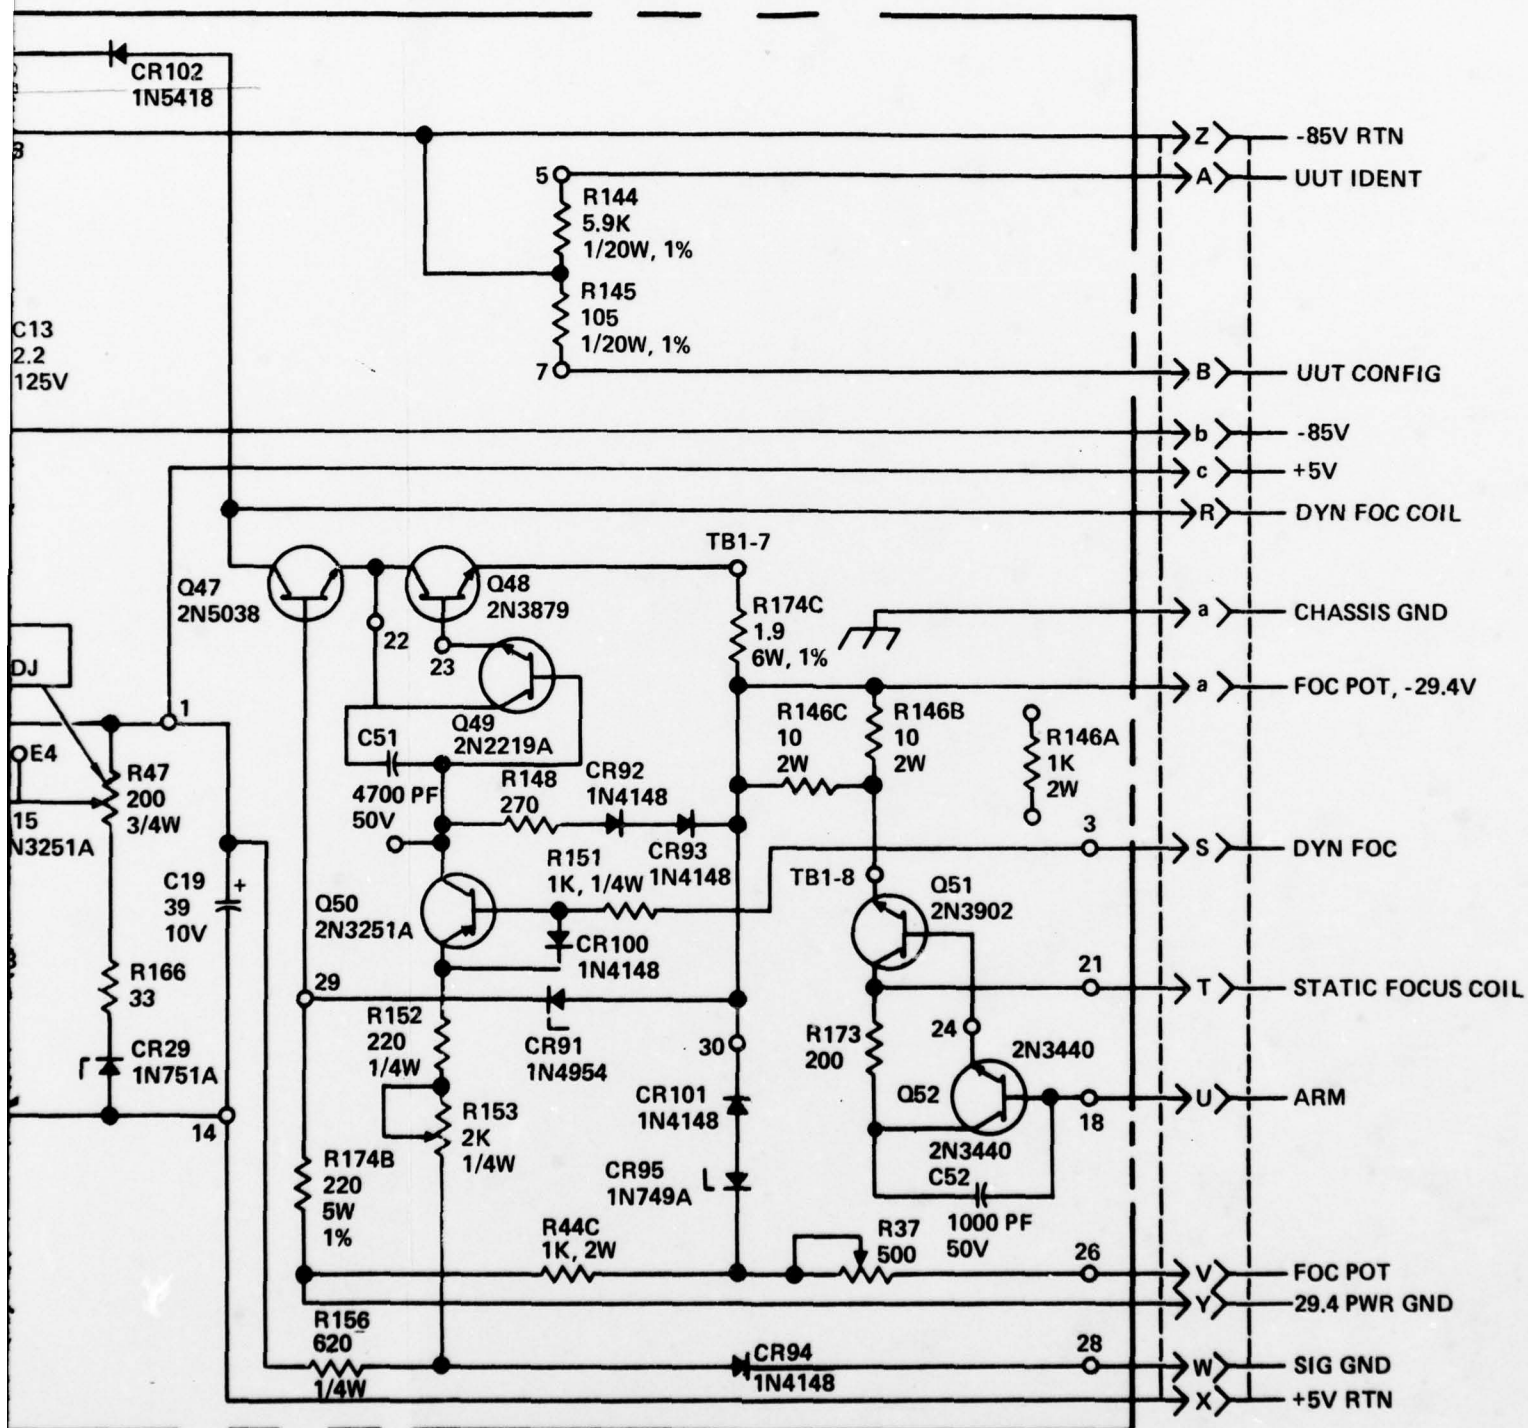 CR102
1N5418
Z
-85V RTN
5
A
UUT IDENT
R144
5.9K
1/20W, 1%
R145
105
1/20W, 1%
C13
2.2
125V
7
B
UUT CONFIG
b
-85V
c
+5V
R
DYN FOC COIL
TB1-7
Q47
2N5038
Q48
2N3879
R174C
1.9
6W, 1%
a
CHASSIS GND
22
23
DJ
a
FOC POT, -29.4V
1
Q49
2N2219A
C51
4700 PF
50V
R146C
10
2W
R146B
10
2W
R146A
1K
2W
E4
R47
200
3/4W
15
N3251A
R148
270
CR92
1N4148
CR93
1N4148
3
S
DYN FOC
R151
1K, 1/4W
TB1-8
Q51
2N3902
C19
39
10V
+
Q50
2N3251A
CR100
1N4148
R166
33
29
21
T
STATIC FOCUS COIL
R152
220
1/4W
CR91
1N4954
30
R173
200
24
2N3440
CR29
1N751A
CR101
1N4148
Q52
U
ARM
18
14
R153
2K
1/4W
2N3440
R174B
220
5W
1%
CR95
1N749A
C52
1000 PF
50V
R44C
1K, 2W
R37
500
26
V
FOC POT
Y
29.4 PWR GND
R156
620
1/4W
CR94
1N4148
28
W
SIG GND
X
+5V RTN